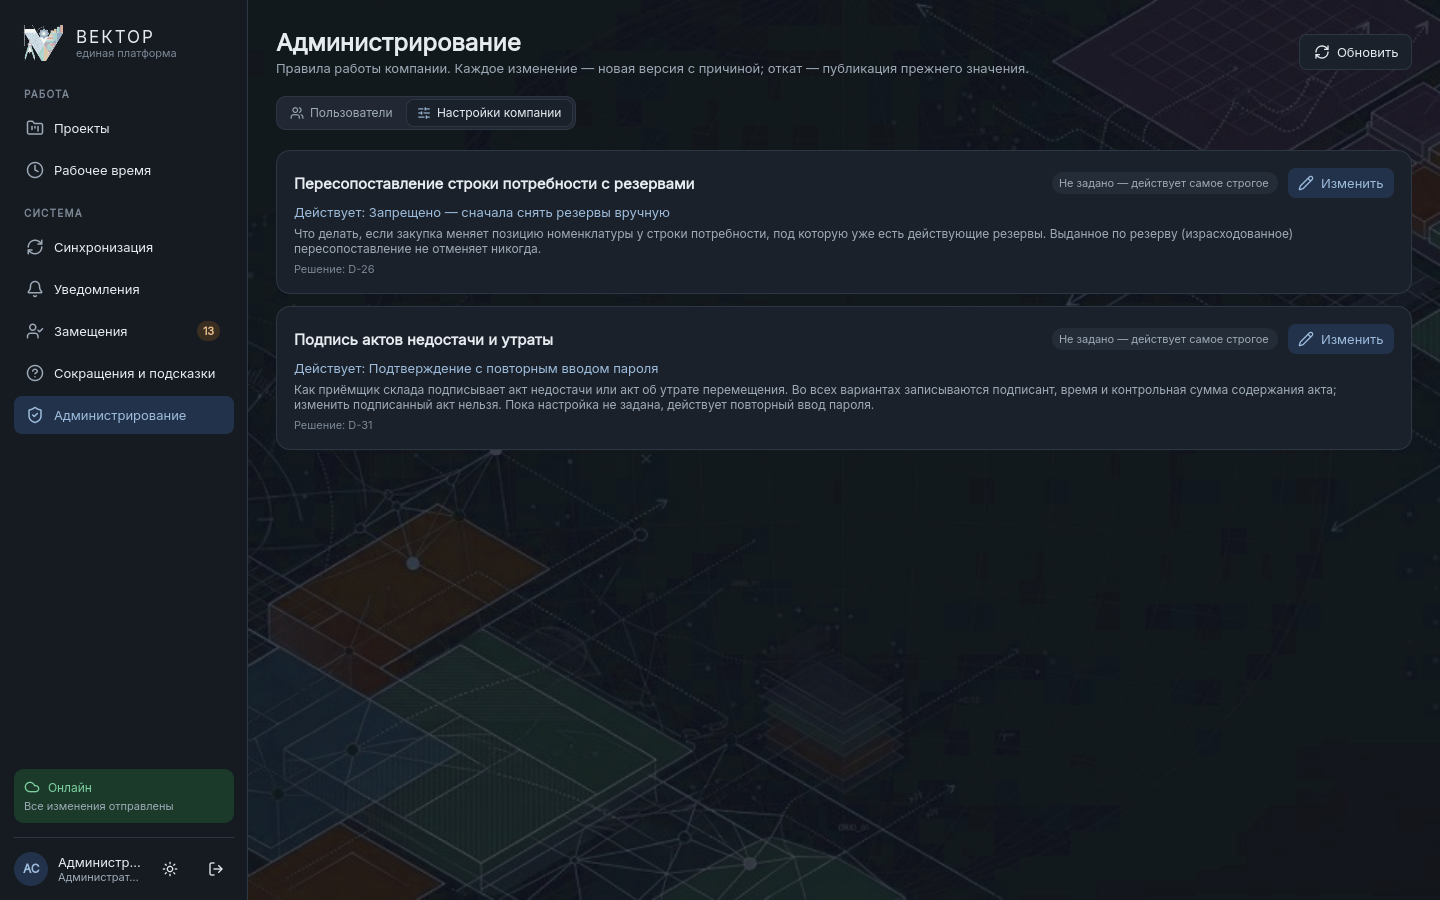 ВЕКТОР
единая платформа
РАБОТА
Проекты
Рабочее время
СИСТЕМА
Синхронизация
Уведомления
Замещения
13
Сокращения и подсказки
Администрирование
Онлайн
Все изменения отправлены
АС
Администр...
Администрат...
Администрирование
Правила работы компании. Каждое изменение — новая версия с причиной; откат — публикация прежнего значения.
Обновить
Пользователи
Настройки компании
Пересопоставление строки потребности с резервами
Не задано — действует самое строгое
Изменить
Действует: Запрещено — сначала снять резервы вручную
Что делать, если закупка меняет позицию номенклатуры у строки потребности, под которую уже есть действующие резервы. Выданное по резерву (израсходованное)
пересопоставление не отменяет никогда.
Решение: D-26
Подпись актов недостачи и утраты
Не задано — действует самое строгое
Изменить
Действует: Подтверждение с повторным вводом пароля
Как приёмщик склада подписывает акт недостачи или акт об утрате перемещения. Во всех вариантах записываются подписант, время и контрольная сумма содержания акта;
изменить подписанный акт нельзя. Пока настройка не задана, действует повторный ввод пароля.
Решение: D-31